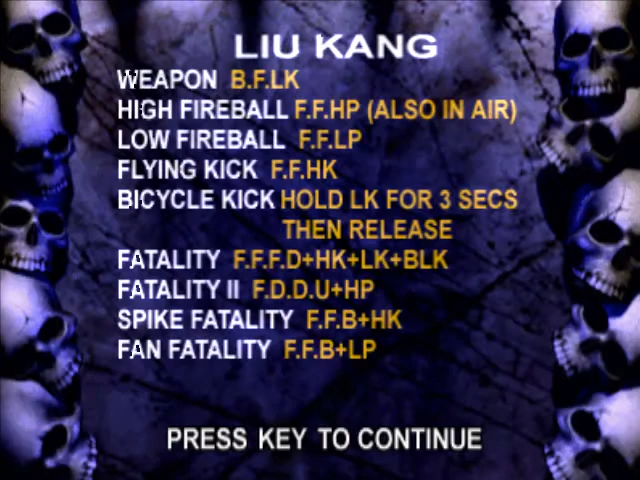 LIU KANG
WEAPON B.F.LK
HIGH FIREBALL F.F.HP (ALSO IN AIR)
LOW FIREBALL F.F.LP
FLYING KICK F.F.HK
BICYCLE KICK HOLD LK FOR 3 SECS
THEN RELEASE
FATALITY F.F.F.D+HK+LK+BLK
FATALITY II F.D.D.U+HP
SPIKE FATALITY F.F.B+HK
FAN FATALITY F.F.B+LP
PRESS KEY TO CONTINUE